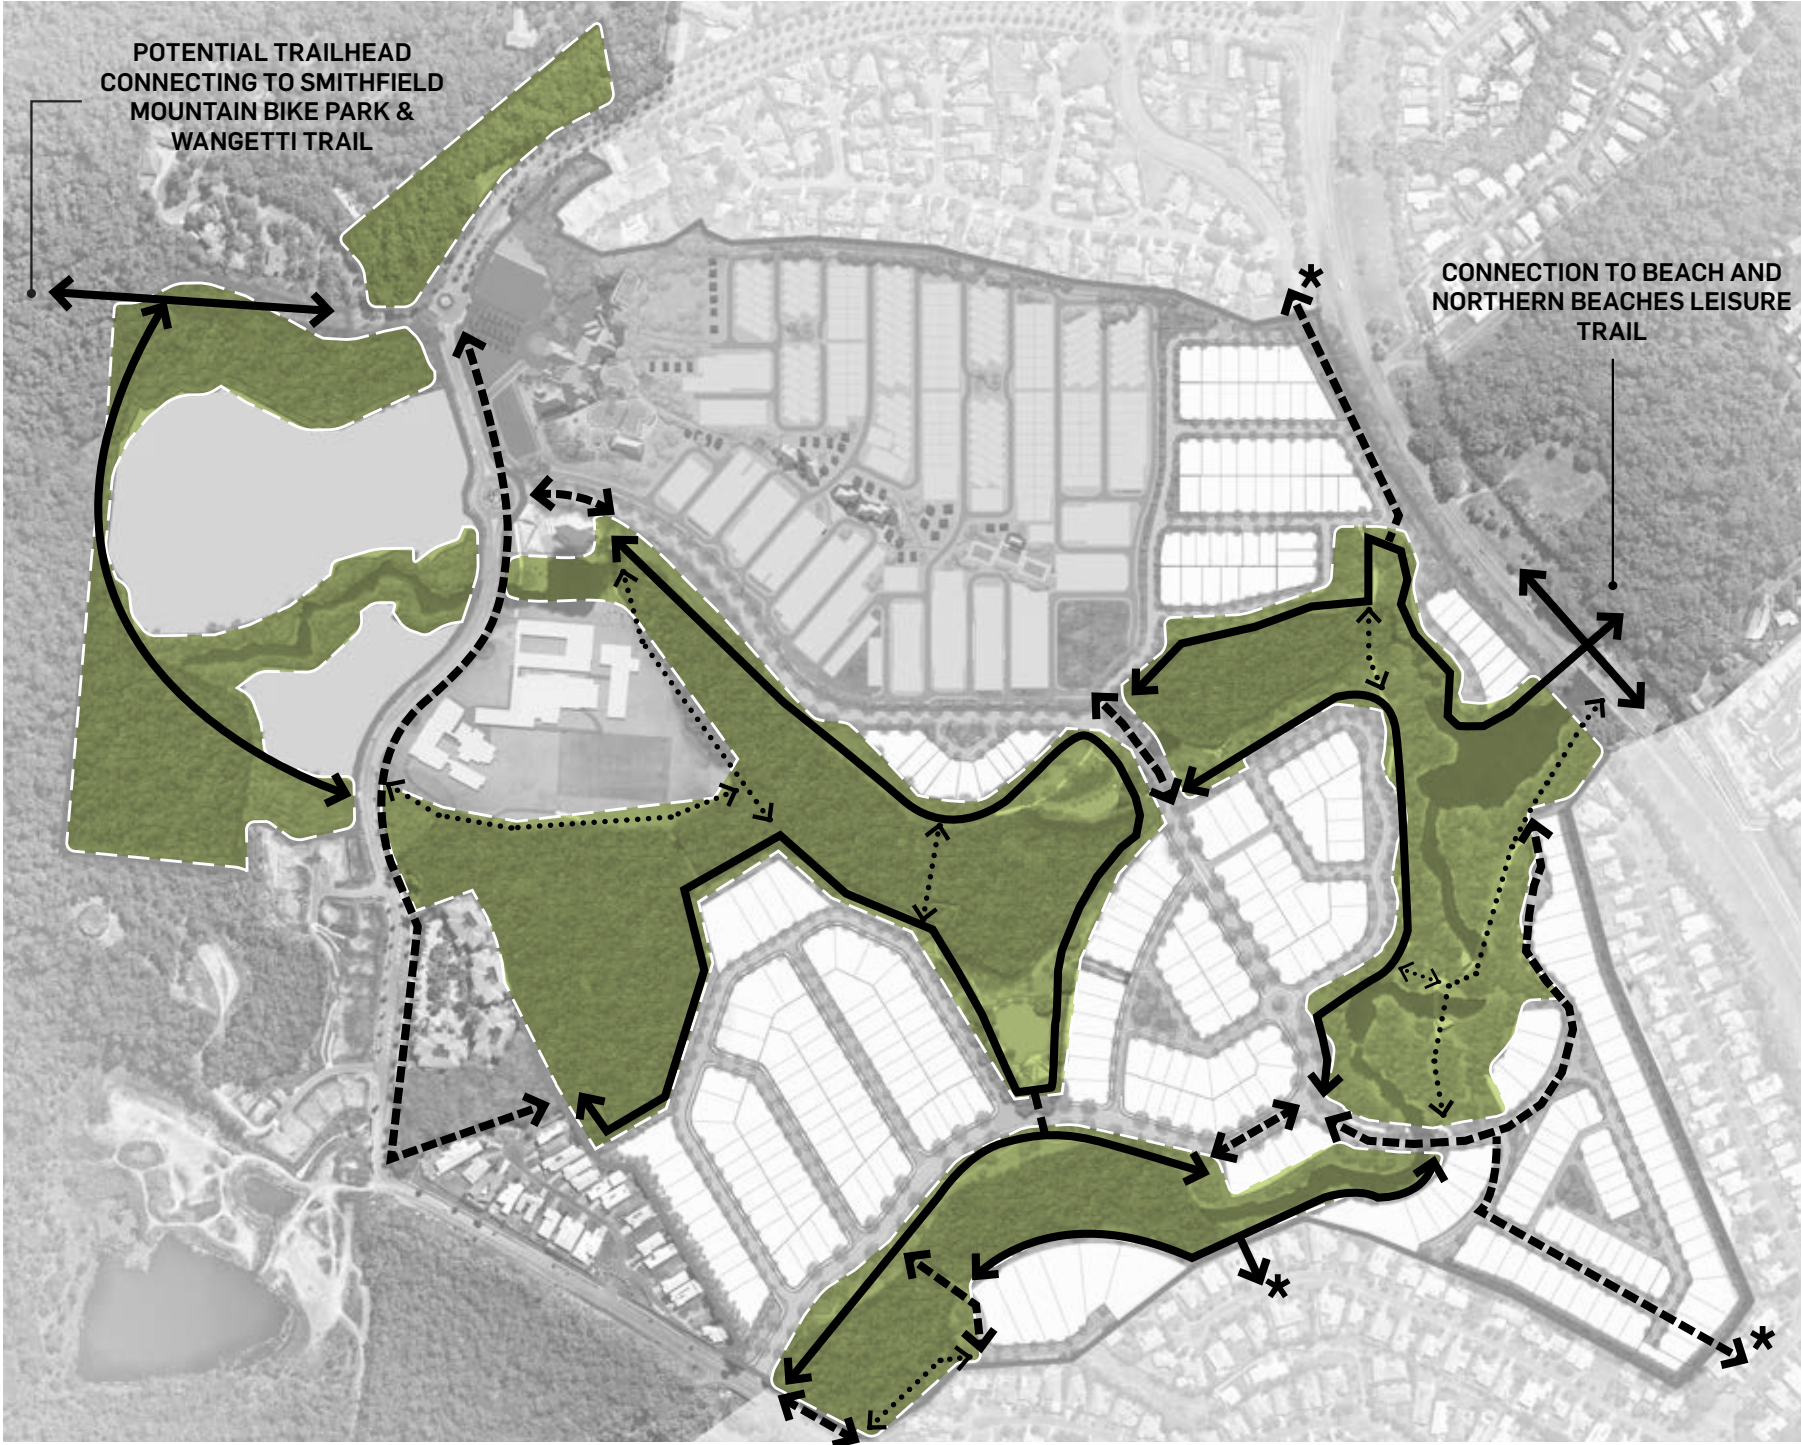 POTENTIAL TRAILHEAD
CONNECTING TO SMITHFIELD
MOUNTAIN BIKE PARK &
WANGETTI TRAIL
*
CONNECTION TO BEACH AND
NORTHERN BEACHES LEISURE
TRAIL
*
*